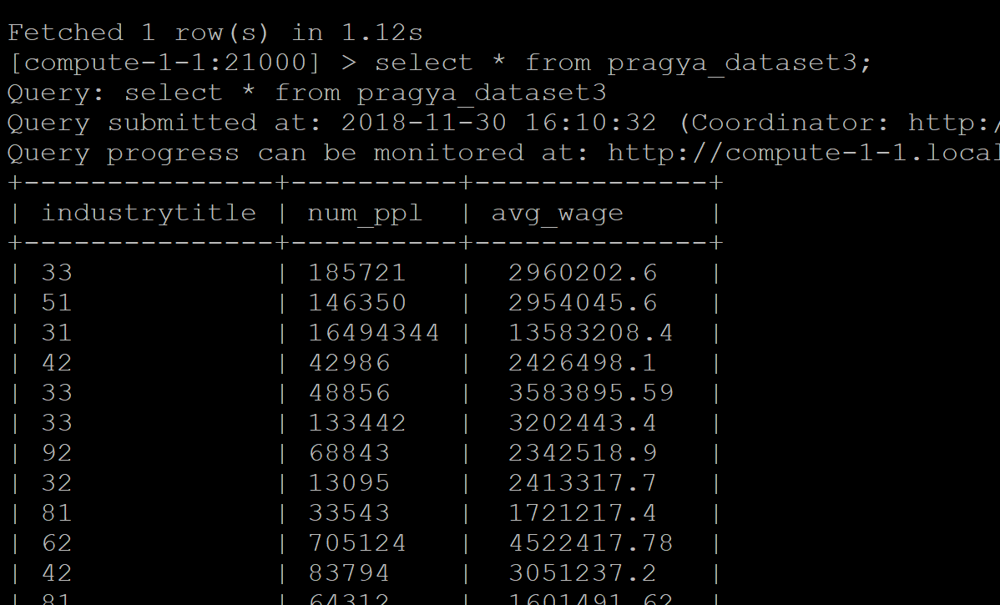 Fetched 1 row(s) in 1.12s
[compute-1-1:21000] > select * from pragya_dataset3;
Query: select * from pragya_dataset3
Query submitted at: 2018-11-30 16:10:32 (Coordinator: http:/
Query progress can be monitored at: http://compute-1-1.local
+---------------+----------+--------------+
| industrytitle | num_ppl  | avg_wage     |
+---------------+----------+--------------+
| 33            | 185721   |  2960202.6   |
| 51            | 146350   |  2954045.6   |
| 31            | 16494344 |  13583208.4  |
| 42            | 42986    |  2426498.1   |
| 33            | 48856    |  3583895.59  |
| 33            | 133442   |  3202443.4   |
| 92            | 68843    |  2342518.9   |
| 32            | 13095    |  2413317.7   |
| 81            | 33543    |  1721217.4   |
| 62            | 705124   |  4522417.78  |
| 42            | 83794    |  3051237.2   |
| 81            | 64312    |  1601491.62  |